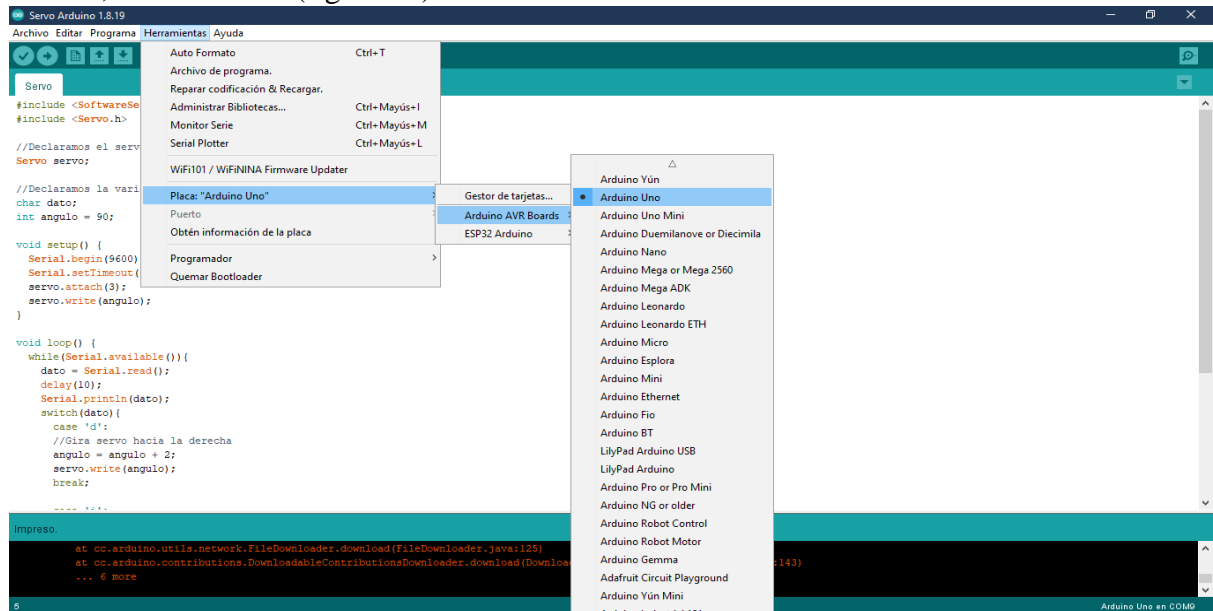 Servo Arduino 1.8.19
Archivo Editar Programa Herramientas Ayuda
Servo
Auto Formato Ctrl+T
Archivo de programa.
Reparar codificación & Recargar.
Administrar Bibliotecas... Ctrl+Mayús+I
Monitor Serie Ctrl+Mayús+M
Serial Plotter Ctrl+Mayús+L
WiFi101 / WiFiNINA Firmware Updater
Placa: "Arduino Uno"
Puerto
Obtén información de la placa
Programador
Quemar Bootloader
Gestor de tarjetas...
Arduino AVR Boards
ESP32 Arduino
Arduino Yún
Arduino Uno
Arduino Uno Mini
Arduino Duemilanove or Diecimila
Arduino Nano
Arduino Mega or Mega 2560
Arduino Mega ADK
Arduino Leonardo
Arduino Leonardo ETH
Arduino Micro
Arduino Esplora
Arduino Mini
Arduino Ethernet
Arduino Fio
Arduino BT
LilyPad Arduino USB
LilyPad Arduino
Arduino Pro or Pro Mini
Arduino NG or older
Arduino Robot Control
Arduino Robot Motor
Arduino Gemma
Adafruit Circuit Playground
Arduino Yún Mini
#include <SoftwareSe
#include <Servo.h>
//Declaramos el serv
Servo servo;
//Declaramos la vari
char dato;
int angulo = 90;
void setup() {
Serial.begin(9600)
Serial.setTimeout(
servo.attach(3);
servo.write(angulo);
}
void loop() {
while(Serial.available()){
dato = Serial.read();
delay(10);
Serial.println(dato);
switch(dato){
case 'd':
//Gira servo hacia la derecha
angulo = angulo + 2;
servo.write(angulo);
break;
Impreso.
at cc.arduino.utils.network.FileDownloader.download(FileDownloader.java:125)
at cc.arduino.contributions.DownloadableContributionsDownloader.download(Downloa :143)
... 6 more
6 Arduino Uno en COM9